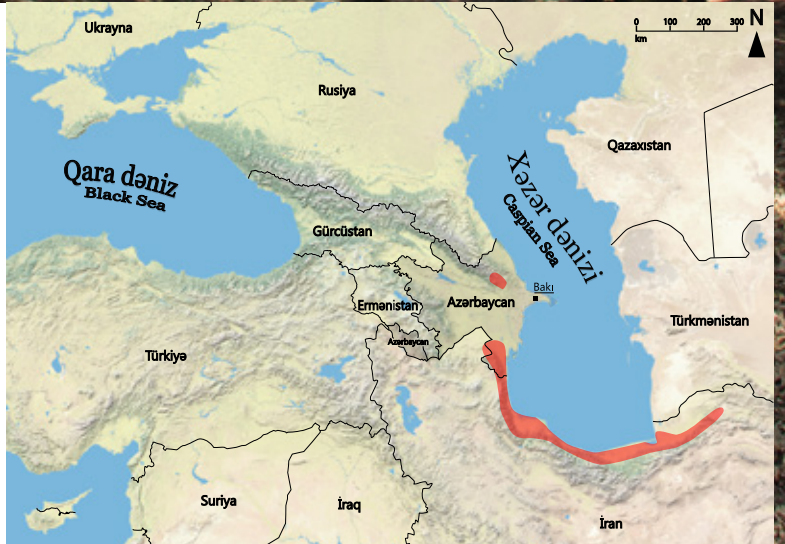 Ukrayna
0 100 200 300
km
N
Rusiya
Qazaxıstan
Qara dəniz
Black Sea
Xəzər dənizi
Caspian Sea
Gürcüstan
Bakı
Ermənistan
Azərbaycan
Türkmənistan
Azərbaycan
Türkiyə
Suriya
İraq
İran